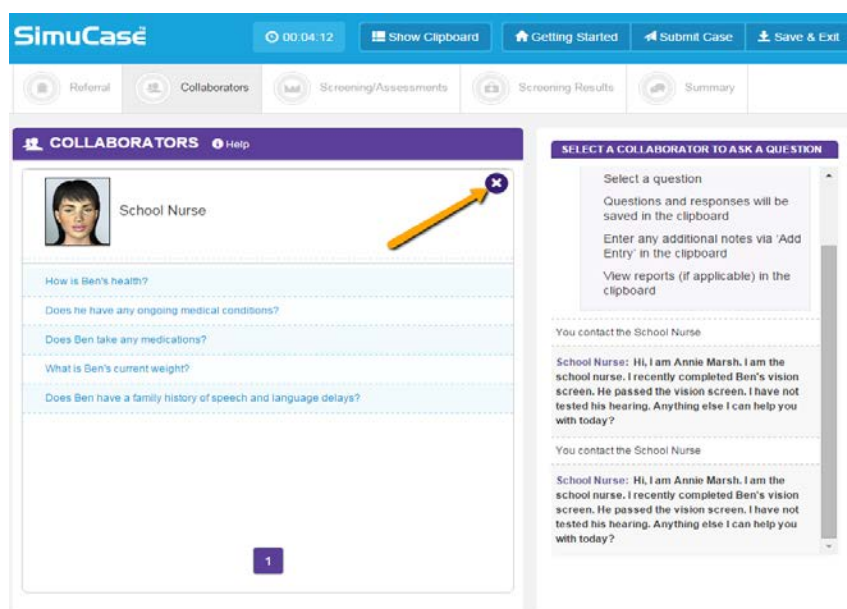 SimuCase™
00:04:12
Show Clipboard
Getting Started
Submit Case
Save & Exit
Referral
Collaborators
Screening/Assessments
Screening Results
Summary
COLLABORATORS Help
School Nurse
How is Ben's health?
Does he have any ongoing medical conditions?
Does Ben take any medications?
What is Ben's current weight?
Does Ben have a family history of speech and language delays?
1
SELECT A COLLABORATOR TO ASK A QUESTION
Select a question
Questions and responses will be
saved in the clipboard
Enter any additional notes via 'Add
Entry' in the clipboard
View reports (if applicable) in the
clipboard
You contact the School Nurse
School Nurse: Hi, I am Annie Marsh. I am the
school nurse. I recently completed Ben's vision
screen. He passed the vision screen. I have not
tested his hearing. Anything else I can help you
with today?
You contact the School Nurse
School Nurse: Hi, I am Annie Marsh. I am the
school nurse. I recently completed Ben's vision
screen. He passed the vision screen. I have not
tested his hearing. Anything else I can help you
with today?